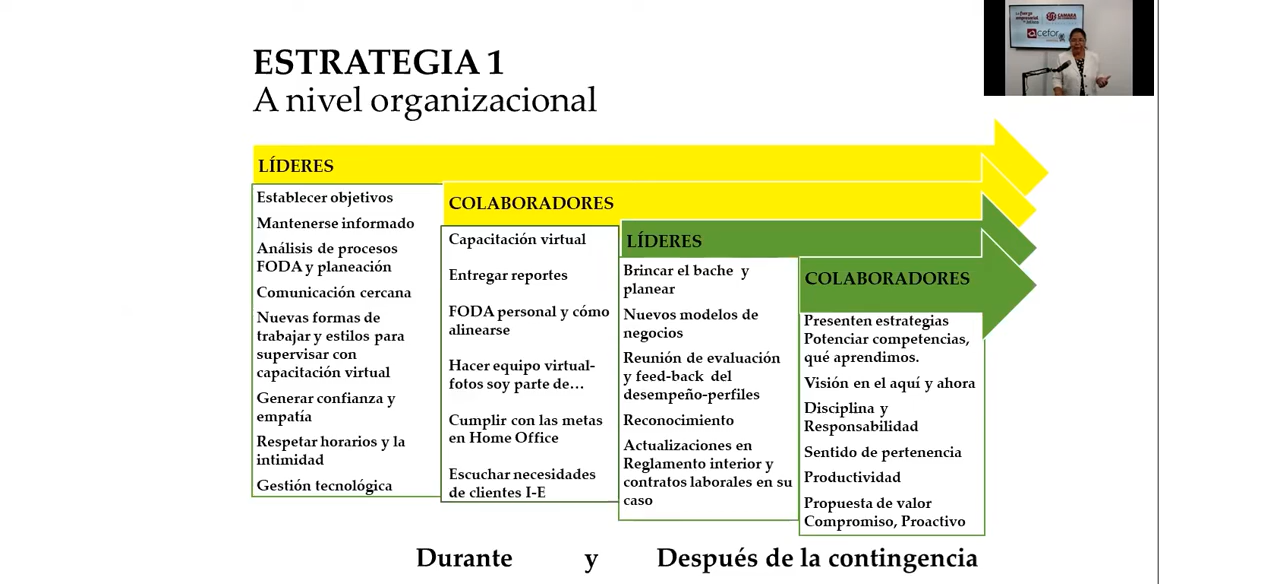 ESTRATEGIA 1
A nivel organizacional
LÍDERES
Establecer objetivos
Mantenerse informado
Análisis de procesos
FODA y planeación
Comunicación cercana
Nuevas formas de
trabajar y estilos para
supervisar con
capacitación virtual
Generar confianza y
empatía
Respetar horarios y la
intimidad
Gestión tecnológica
COLABORADORES
Capacitación virtual
Entregar reportes
FODA personal y cómo
alinearse
Hacer equipo virtual-
fotos soy parte de...
Cumplir con las metas
en Home Office
Escuchar necesidades
de clientes I-E
LÍDERES
Brincar el bache y
planear
Nuevos modelos de
negocios
Reunión de evaluación
y feed-back del
desempeño-perfiles
Reconocimiento
Actualizaciones en
Reglamento interior y
contratos laborales en su
caso
COLABORADORES
Presenten estrategias
Potenciar competencias,
qué aprendimos.
Visión en el aquí y ahora
Disciplina y
Responsabilidad
Sentido de pertenencia
Productividad
Propuesta de valor
Compromiso, Proactivo
Durante y Después de la contingencia
CAMARA
cefor